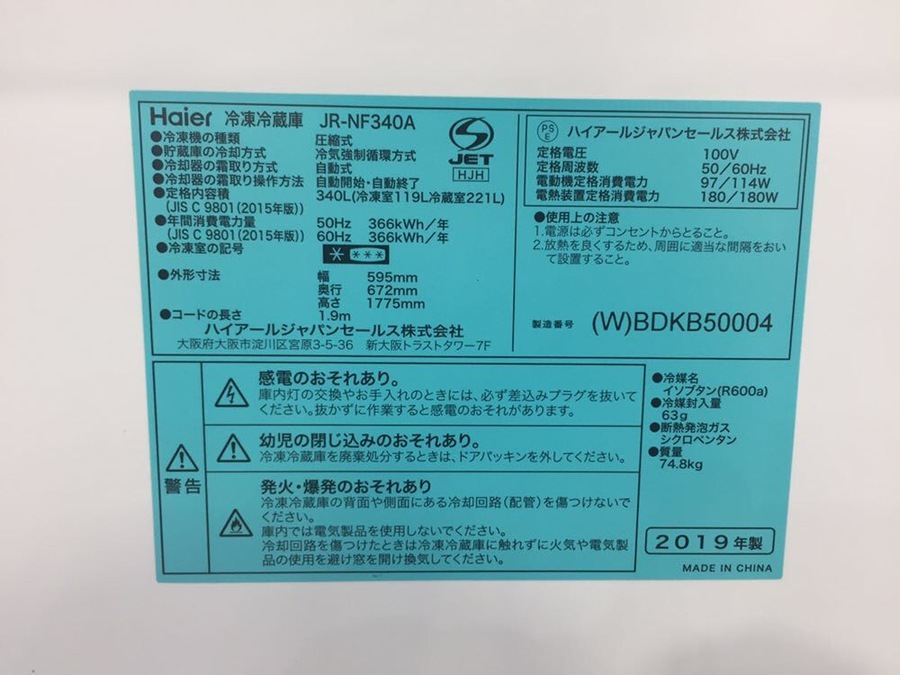 Haier 冷凍冷蔵庫 JR-NF340A
●冷凍機の種類 圧縮式
●貯蔵庫の冷却方式 冷気強制循環方式
●冷却器の霜取り方式 自動式
●冷却器の霜取り操作方法 自動開始・自動終了
●定格内容積 340L(冷凍室119L冷蔵室221L)
(JIS C 9801(2015年版))
●年間消費電力量 50Hz 366kWh/年
(JIS C 9801(2015年版)) 60Hz 366kWh/年
●冷凍室の記号
●外形寸法 幅 595mm
奥行 672mm
高さ 1775mm
●コードの長さ 1.9m
ハイアールジャパンセールス株式会社
大阪府大阪市淀川区宮原3-5-36 新大阪トラストタワー7F
JET
HJH
PS
E
ハイアールジャパンセールス株式会社
定格電圧 100V
定格周波数 50/60Hz
電動機定格消費電力 97/114W
電熱装置定格消費電力 180/180W
●使用上の注意
1.電源は必ずコンセントからとること。
2.放熱を良くするため、周囲に適当な間隔をおい
て設置すること。
製造番号 (W)BDKB50004
警告
感電のおそれあり。
庫内灯の交換やお手入れのときには、必ず差込みプラグを抜いて
ください。抜かずに作業すると感電のおそれがあります。
幼児の閉じ込みのおそれあり。
冷凍冷蔵庫を廃棄処分するときは、ドアパッキンを外してください。
発火・爆発のおそれあり
冷凍冷蔵庫の背面や側面にある冷却回路(配管)を傷つけないで
ください。
庫内では電気製品を使用しないでください。
冷却回路を傷つけたときは冷凍冷蔵庫に触れずに火気や電気製
品の使用を避け窓を開け換気してください。
●冷媒名
イソブタン(R600a)
●冷媒封入量
63g
●断熱発泡ガス
シクロペンタン
●質量
74.8kg
2019年製
MADE IN CHINA